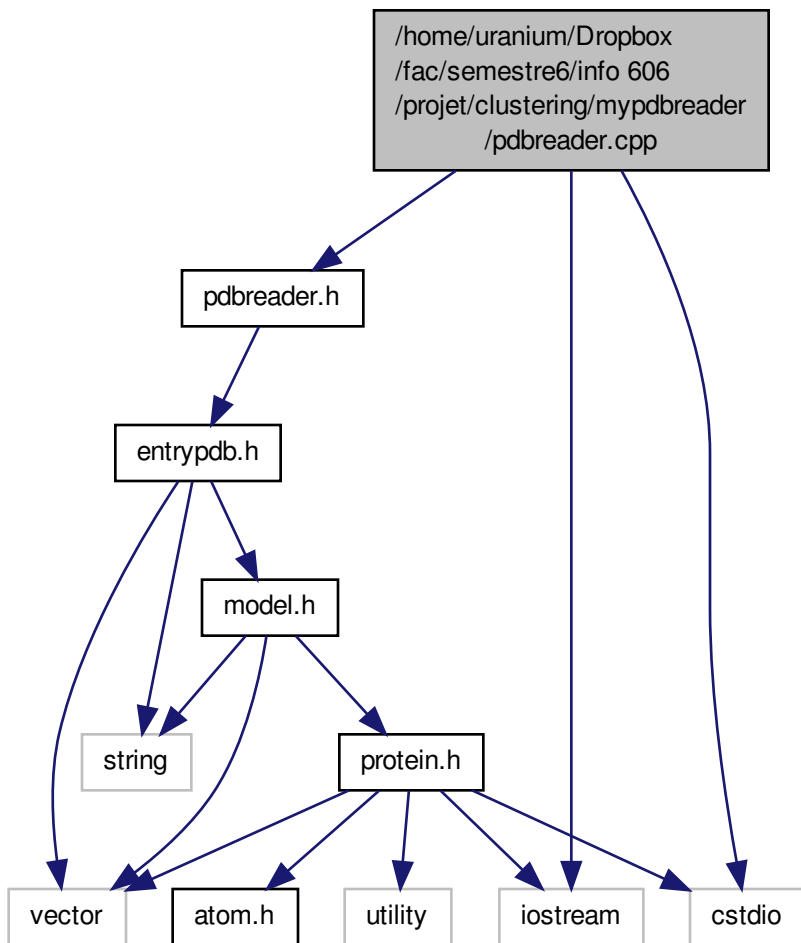 /home/uranium/Dropbox
/fac/semestre6/info 606
/projet/clustering/mypdbreader
/pdbreader.cpp
pdbreader.h
entrypdb.h
model.h
string
protein.h
vector
atom.h
utility
iostream
cstdio